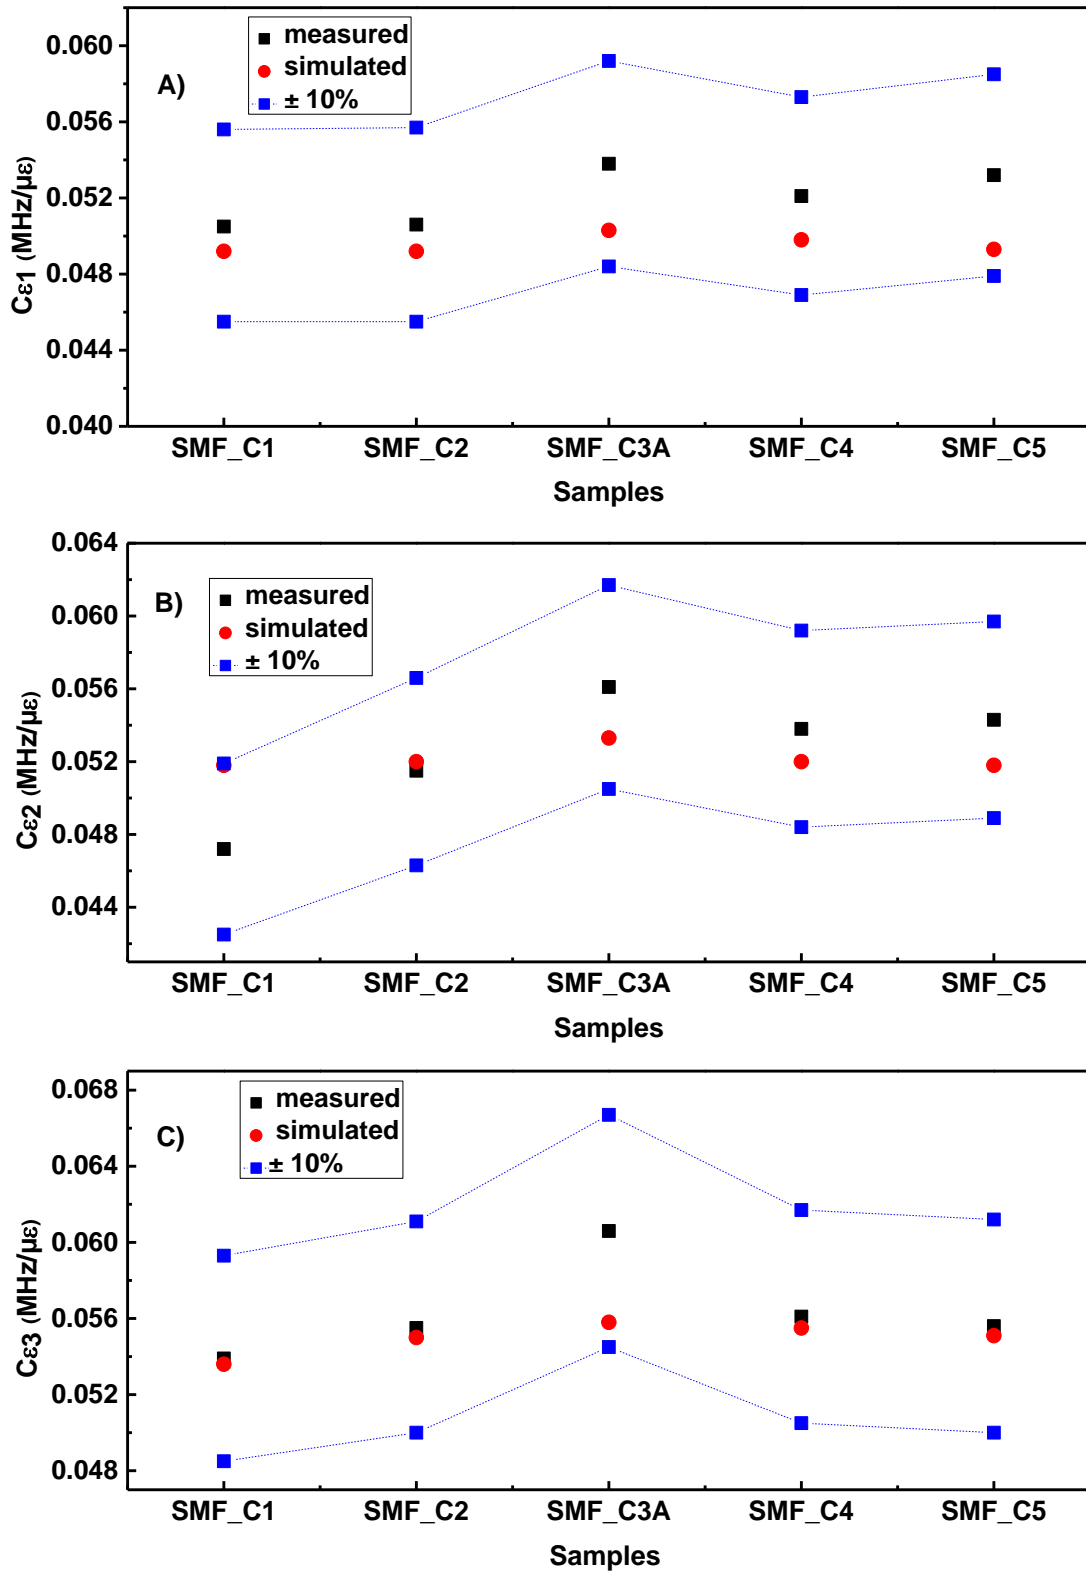 A)
measured
simulated
± 10%
Cε1 (MHz/µε)
0.060
0.056
0.052
0.048
0.044
0.040
SMF_C1 SMF_C2 SMF_C3A SMF_C4 SMF_C5
Samples
B)
measured
simulated
± 10%
Cε2 (MHz/µε)
0.064
0.060
0.056
0.052
0.048
0.044
SMF_C1 SMF_C2 SMF_C3A SMF_C4 SMF_C5
Samples
C)
measured
simulated
± 10%
Cε3 (MHz/µε)
0.068
0.064
0.060
0.056
0.052
0.048
SMF_C1 SMF_C2 SMF_C3A SMF_C4 SMF_C5
Samples